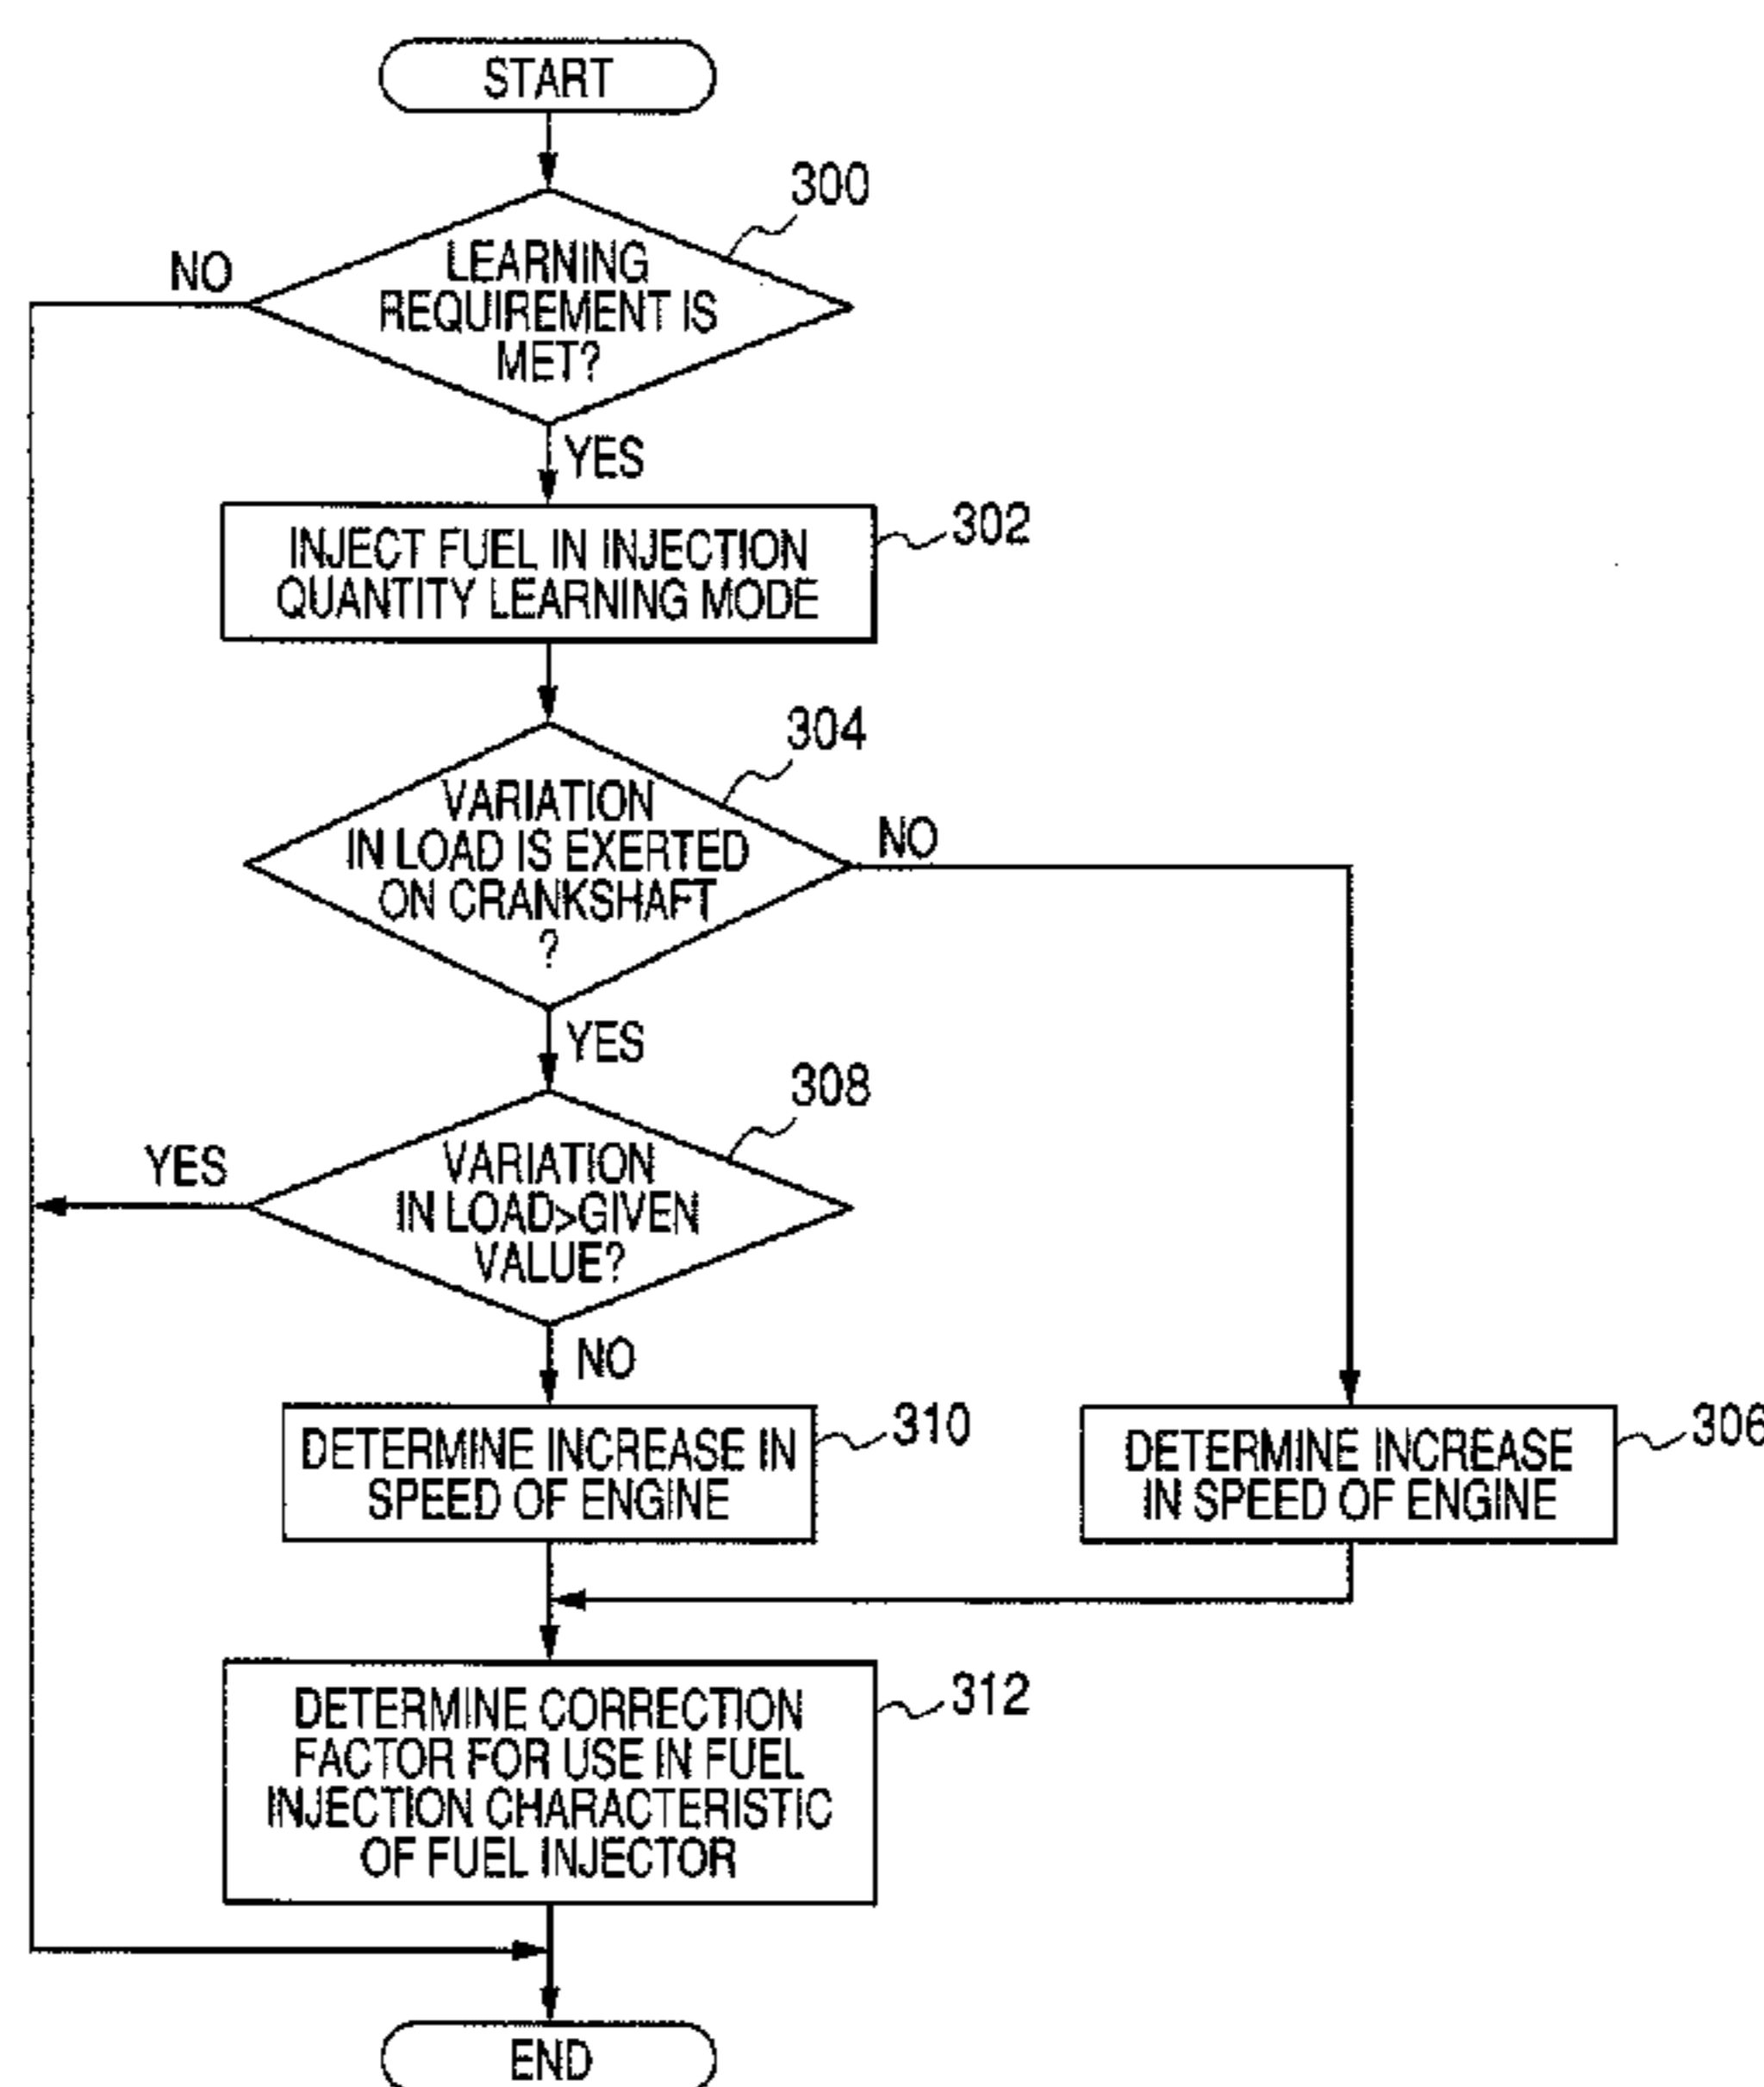 START
300
NO
LEARNING
REQUIREMENT IS
MET?
YES
302
INJECT FUEL IN INJECTION
QUANTITY LEARNING MODE
304
VARIATION
IN LOAD IS EXERTED
ON CRANKSHAFT
?
NO
YES
308
YES
VARIATION
IN LOAD>GIVEN
VALUE?
NO
310
DETERMINE INCREASE IN
SPEED OF ENGINE
306
DETERMINE INCREASE
IN SPEED OF ENGINE
312
DETERMINE CORRECTION
FACTOR FOR USE IN FUEL
INJECTION CHARACTERISTIC
OF FUEL INJECTOR
END